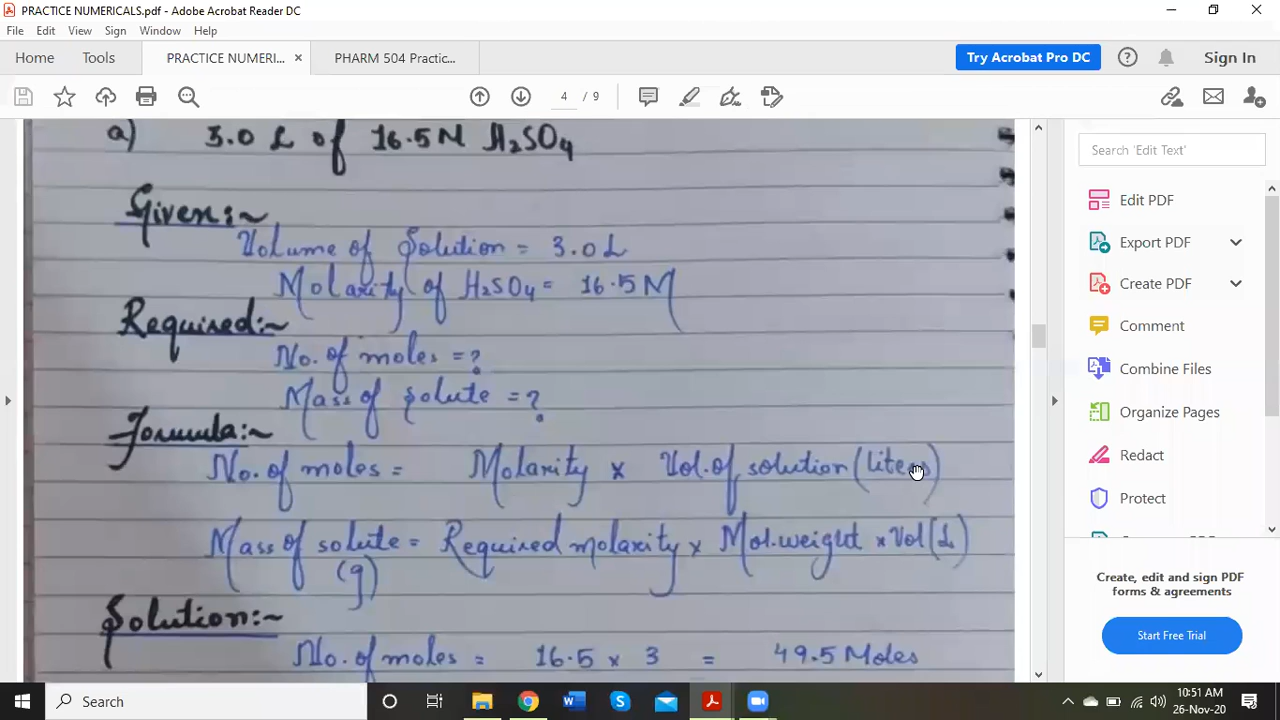 PRACTICE NUMERICALS.pdf - Adobe Acrobat Reader DC
File Edit View Sign Window Help
Home Tools PRACTICE NUMERI... × PHARM 504 Practic... Try Acrobat Pro DC Sign In
4 / 9
a) 3.0 L of 16.5M H₂SO₄
Given:~
Volume of Solution = 3.0 L
Molarity of H₂SO₄ = 16.5 M
Required:~
No. of moles = ?
Mass of Solute = ?
Formula:~
No. of moles = Molarity × Vol. of solution (liters)
Mass of solute = Required molarity × Mol. weight × Vol (L)
(g)
Solution:~
No. of moles = 16.5 × 3 = 49.5 Moles
Search 'Edit Text'
Edit PDF
Export PDF
Create PDF
Comment
Combine Files
Organize Pages
Redact
Protect
Create, edit and sign PDF
forms & agreements
Start Free Trial
Search
10:51 AM
26-Nov-20